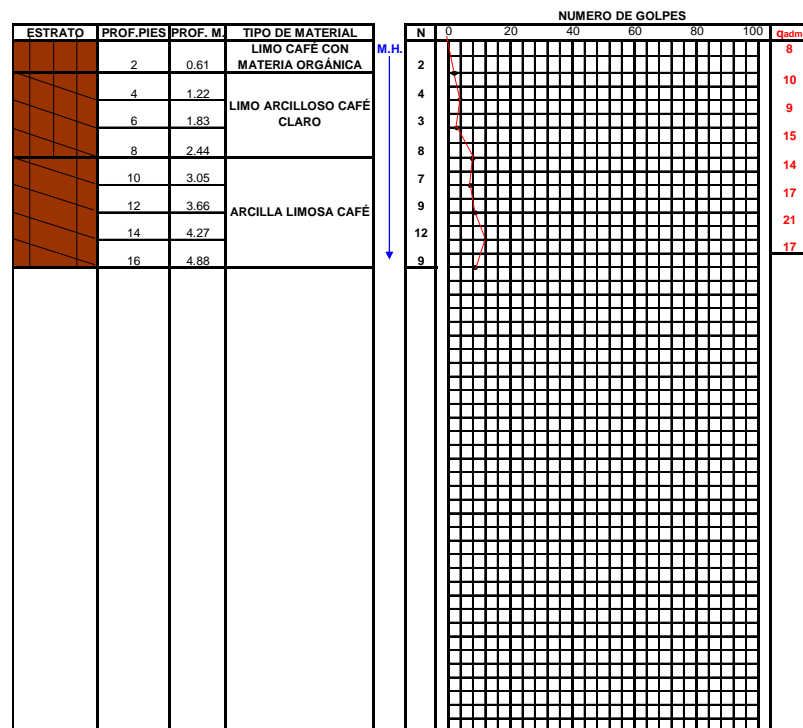 NUMERO DE GOLPES
ESTRATO PROF.PIES PROF. M. TIPO DE MATERIAL N 0 20 40 60 80 100 Qadm
LIMO CAFÉ CON M.H. 8
2 0.61 MATERIA ORGÁNICA 2
10
4 1.22 4
LIMO ARCILLOSO CAFÉ 9
6 1.83 CLARO 3
15
8 2.44 8
14
10 3.05 7
17
12 3.66 ARCILLA LIMOSA CAFÉ 9
21
14 4.27 12
17
16 4.88 9